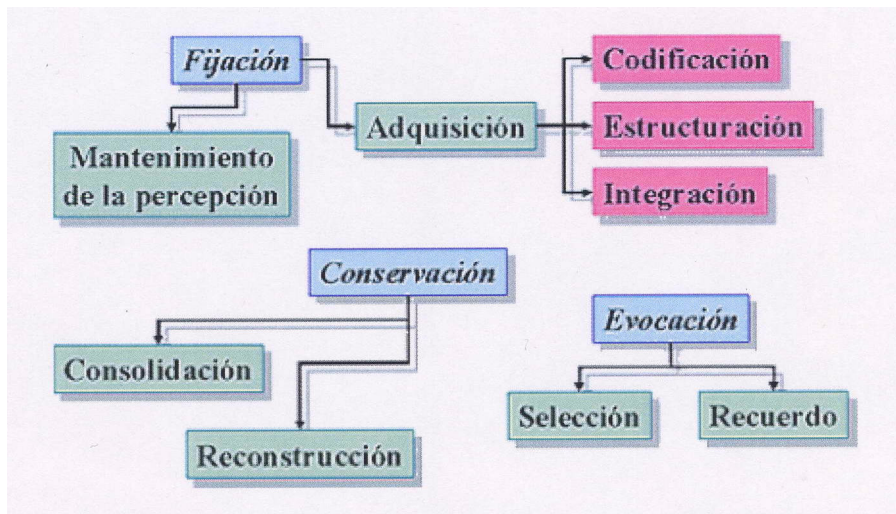 Fijación
Mantenimiento
de la percepción
Adquisición
Codificación
Estructuración
Integración
Conservación
Consolidación
Reconstrucción
Evocación
Selección
Recuerdo